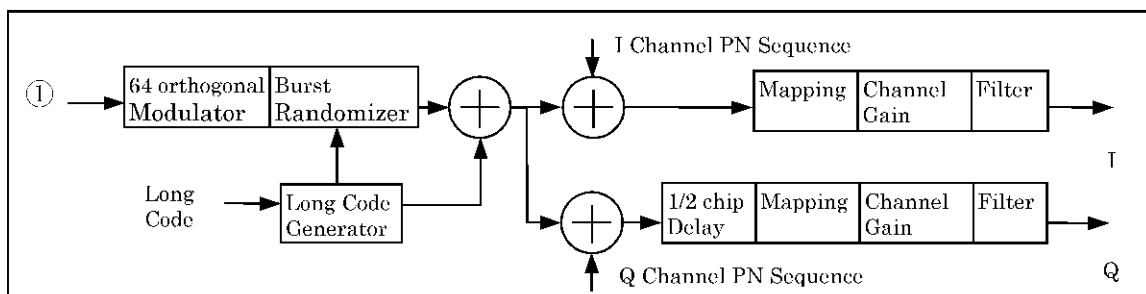 I Channel PN Sequence
①
64 orthogonal
Modulator
Burst
Randomizer
Mapping
Channel
Gain
Filter
I
Long
Code
Long Code
Generator
1/2 chip
Delay
Mapping
Channel
Gain
Filter
Q Channel PN Sequence
Q